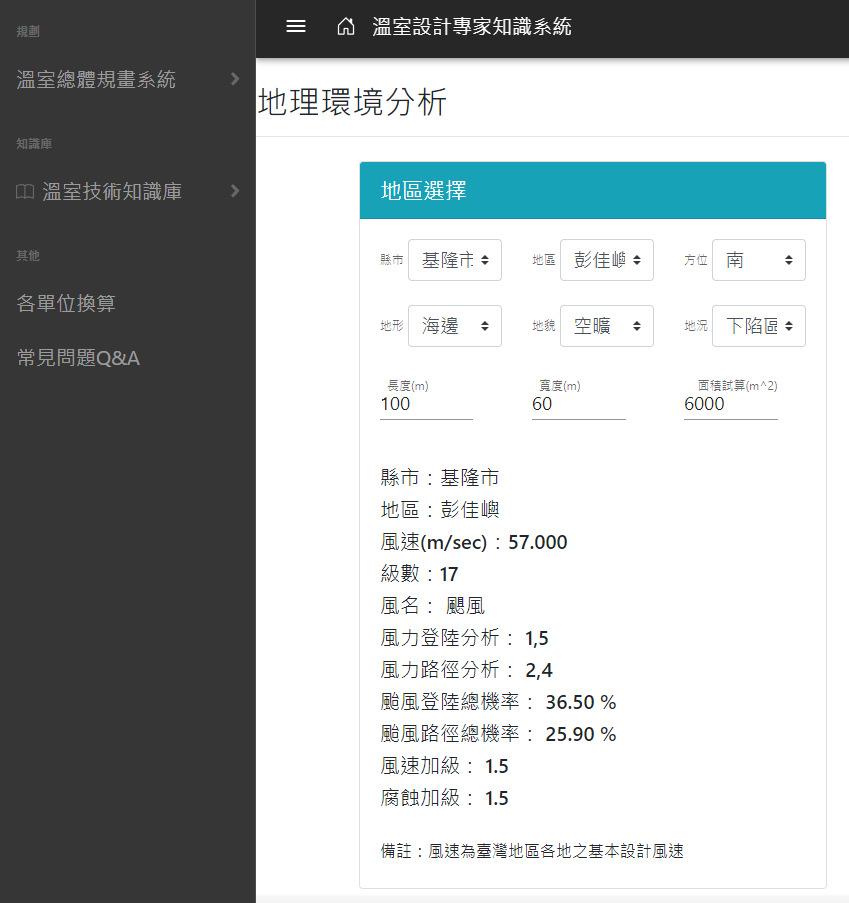 規劃
溫室總體規畫系統
知識庫
溫室技術知識庫
其他
各單位換算
常見問題Q&A
溫室設計專家知識系統
地理環境分析
地區選擇
縣市 基隆市 地區 彭佳嶼 方位 南
地形 海邊 地貌 空曠 地況 下陷區
長度(m) 寬度(m) 面積試算(m^2)
100 60 6000
縣市：基隆市
地區：彭佳嶼
風速(m/sec)：57.000
級數：17
風名： 颶風
風力登陸分析： 1,5
風力路徑分析： 2,4
颱風登陸總機率： 36.50 %
颱風路徑總機率： 25.90 %
風速加級： 1.5
腐蝕加級： 1.5
備註：風速為臺灣地區各地之基本設計風速